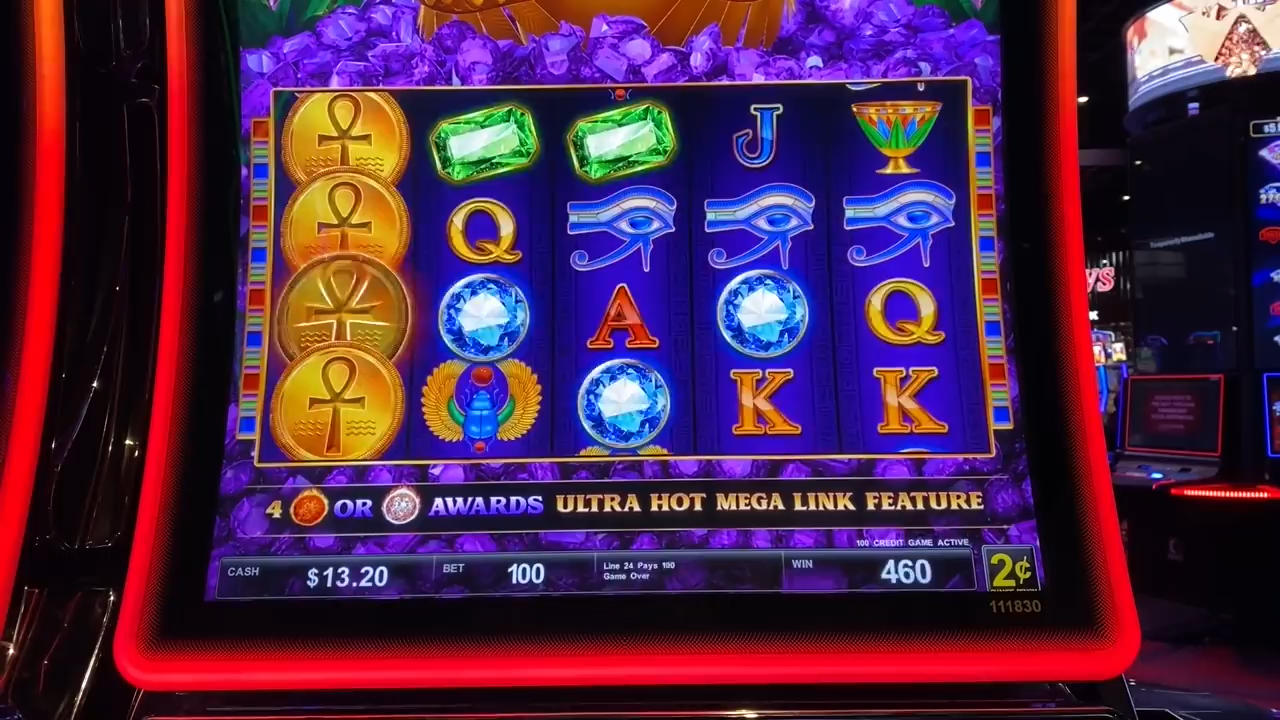 J
Q
A
Q
K
K
4 OR AWARDS ULTRA HOT MEGA LINK FEATURE
100 CREDIT GAME ACTIVE
CASH $13.20 BET 100 Line 24 Pays 100 WIN 460 2¢
Game Over
111830
YS